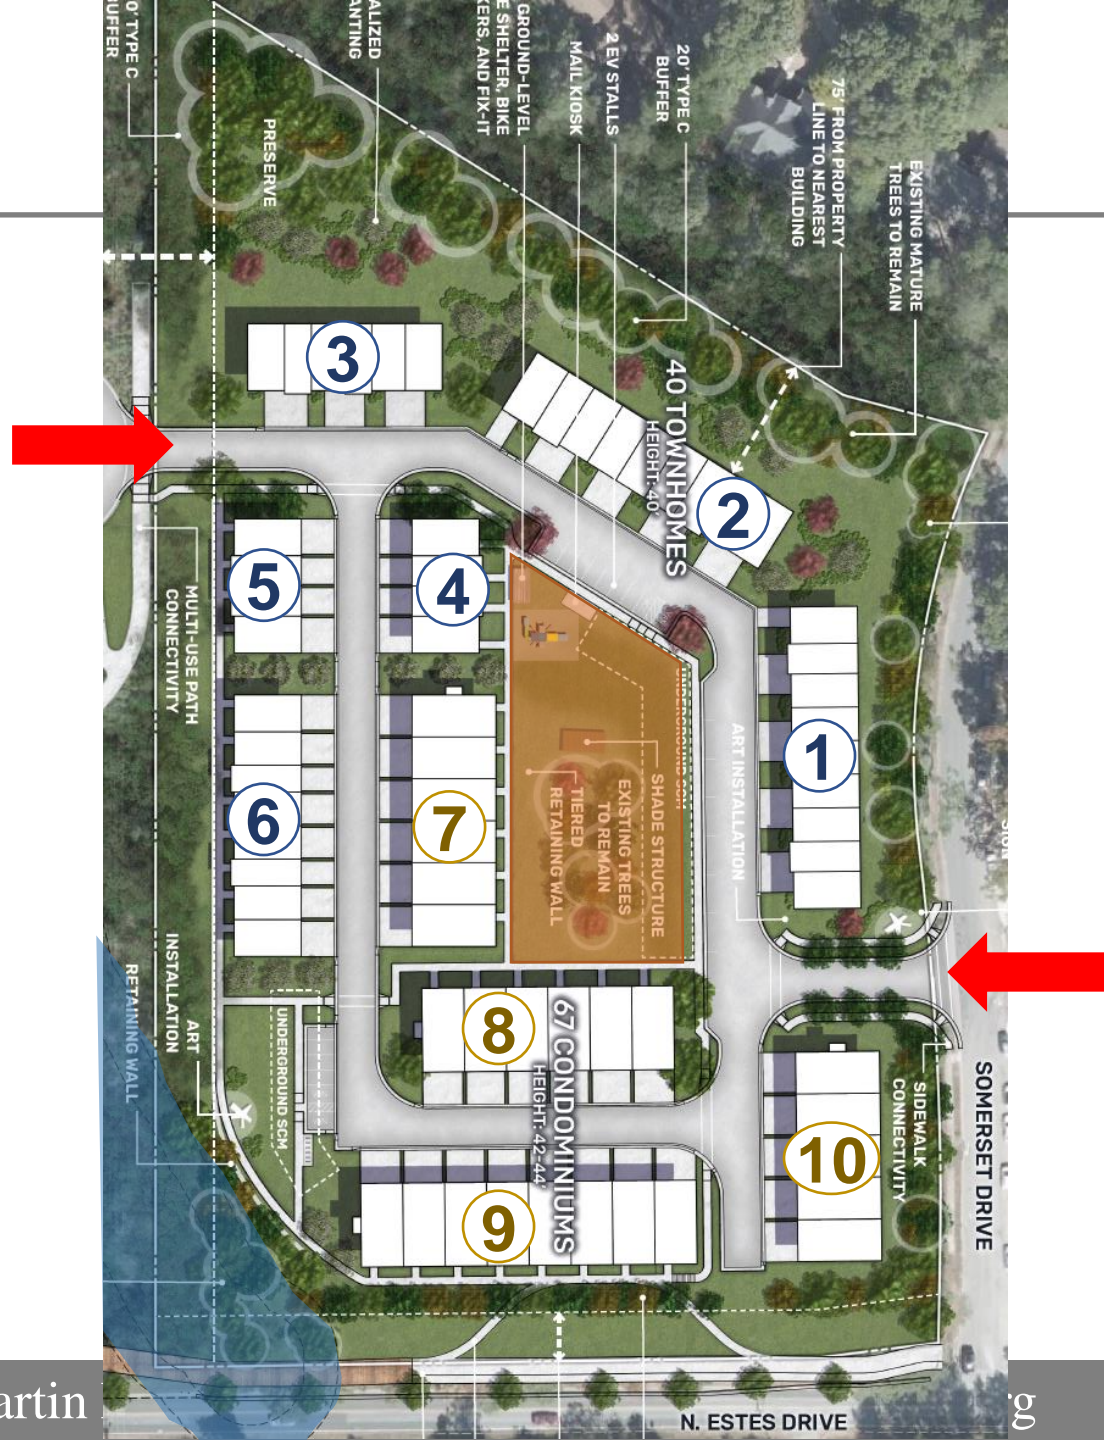 0' TYPE C
UFFER
PRESERVE
ALIZED
ANTING
GROUND-LEVEL
E SHELTER, BIKE
KERS, AND FIX-IT
MAIL KIOSK
2 EV STALLS
20' TYPE C
BUFFER
75' FROM PROPERTY
LINE TO NEAREST
BUILDING
EXISTING MATURE
TREES TO REMAIN
40 TOWNHOMES
HEIGHT: 40'
3
2
5
4
1
6
7
8
9
10
MULTI-USE PATH
CONNECTIVITY
UNDERGROUND SCM
SHADE STRUCTURE
EXISTING TREES
TO REMAIN
TIERED
RETAINING WALL
ART INSTALLATION
ART
INSTALLATION
RETAINING WALL
UNDERGROUND SCM
67 CONDOMINIUMS
HEIGHT: 42-44'
SIDEWALK
CONNECTIVITY
SOMERSET DRIVE
N. ESTES DRIVE
artin
rg